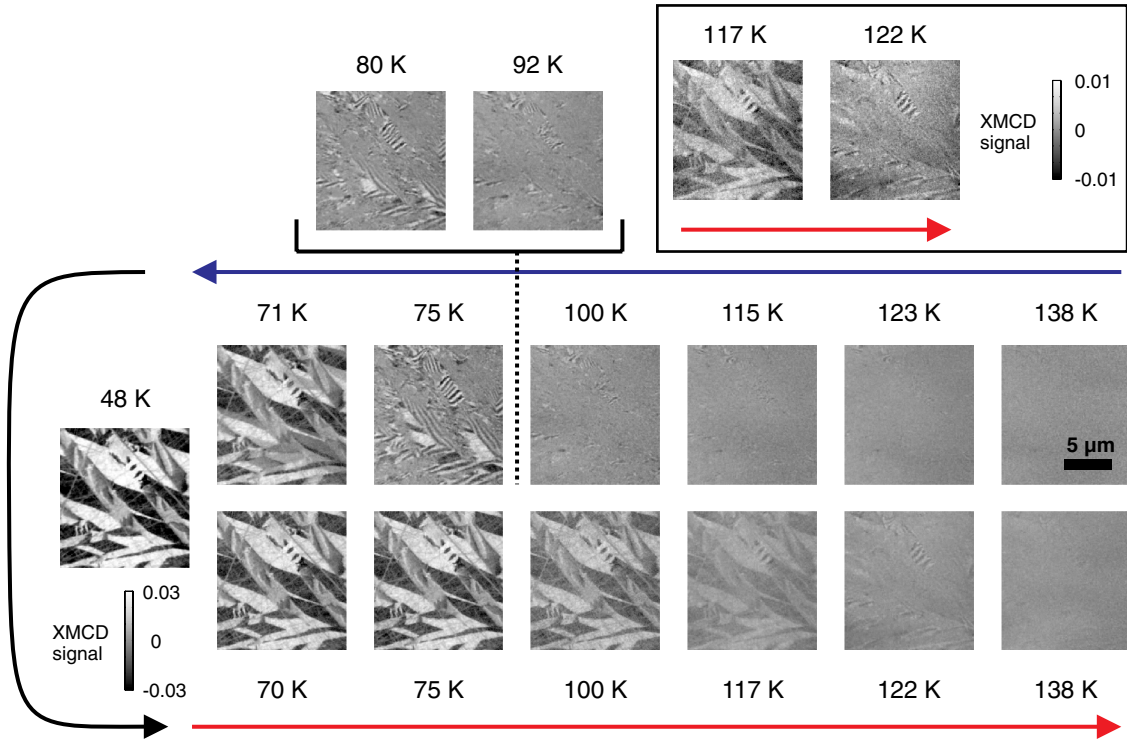 117 K
122 K
80 K
92 K
XMCD
signal
0.01
0
-0.01
71 K
75 K
100 K
115 K
123 K
138 K
48 K
5 µm
XMCD
signal
0.03
0
-0.03
70 K
75 K
100 K
117 K
122 K
138 K